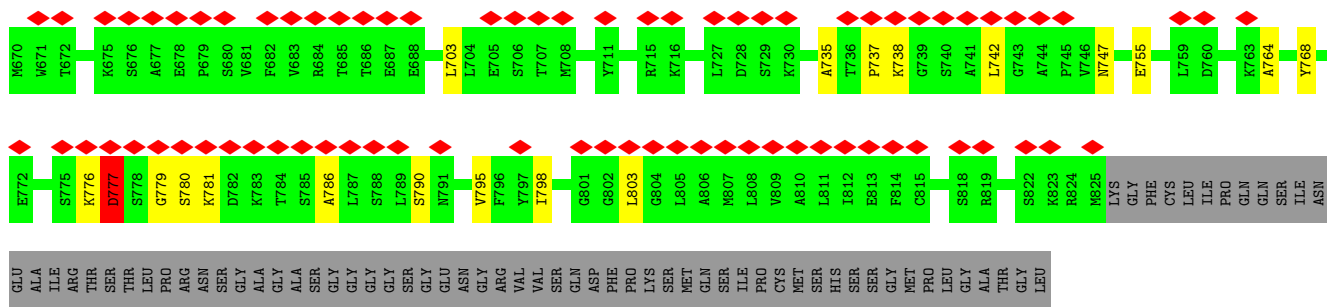 M670 W671 T672 K675 S676 A677 E678 P679 S680 V681 F682 V683 R684 T685 T686 E687 E688 L703 L704 E705 S706 T707 M708 Y711 R715 K716 L727 D728 S729 K730 A735 T736 P737 K738 G739 S740 A741 L742 G743 A744 P745 V746 N747 E755 L759 D760 K763 A764 Y768
E772 S775 K776 D777 S778 G779 S780 K781 D782 K783 T784 S785 A786 L787 S788 L789 S790 N791 V795 F796 Y797 I798 G801 G802 L803 G804 L805 A806 M807 L808 V809 A810 L811 I812 E813 F814 C815 S818 R819 S822 K823 R824 M825 LYS GLY PHE CYS LEU ILE PRO GLN GLN SER ILE ASN
GLU ALA ILE ARG THR SER THR LEU PRO ARG ASN SER GLY ALA GLY ALA SER GLY GLY GLY GLY SER GLY GLU ASN GLY ARG VAL VAL SER GLN ASP PHE PRO LYS SER MET GLN SER ILE PRO CYS MET SER HIS SER SER GLY MET PRO LEU GLY ALA THR GLY LEU